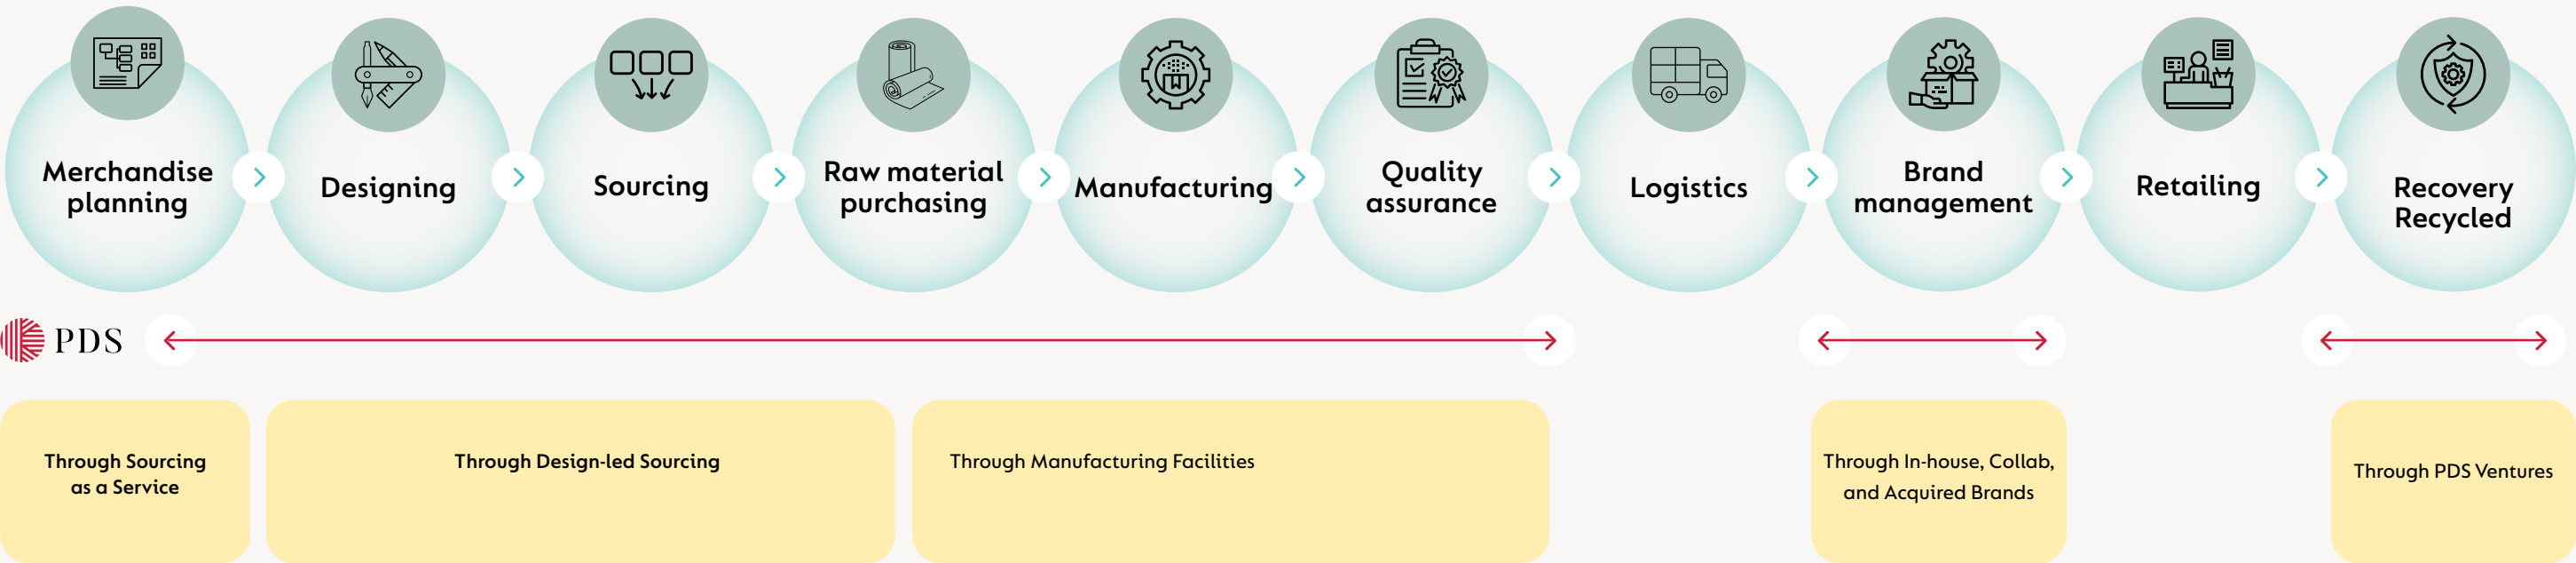 Merchandise
planning
Designing
Sourcing
Raw material
purchasing
Manufacturing
Quality
assurance
Logistics
Brand
management
Retailing
Recovery
Recycled
PDS
Through Sourcing
as a Service
Through Design-led Sourcing
Through Manufacturing Facilities
Through In-house, Collab,
and Acquired Brands
Through PDS Ventures